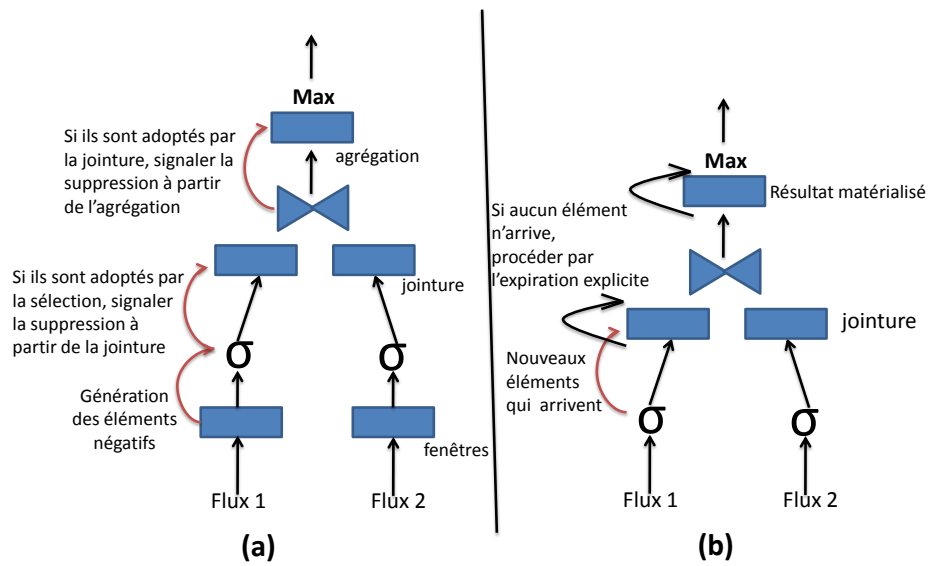 Max
Si ils sont adoptés par
la jointure, signaler la
suppression à partir
de l'agrégation
agrégation
Si ils sont adoptés par
la sélection, signaler
la suppression à
partir de la jointure
jointure
σ
σ
Génération
des éléments
négatifs
fenêtres
Flux 1
Flux 2
(a)
Max
Résultat matérialisé
Si aucun élément
n'arrive,
procéder par
l'expiration explicite
jointure
Nouveaux
éléments
qui arrivent
σ
σ
Flux 1
Flux 2
(b)